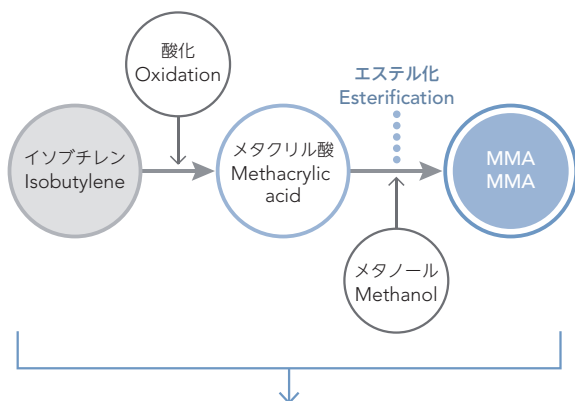 酸化
Oxidation
エステル化
Esterification
イソブチレン
Isobutylene
メタクリル酸
Methacrylic
acid
MMA
MMA
メタノール
Methanol